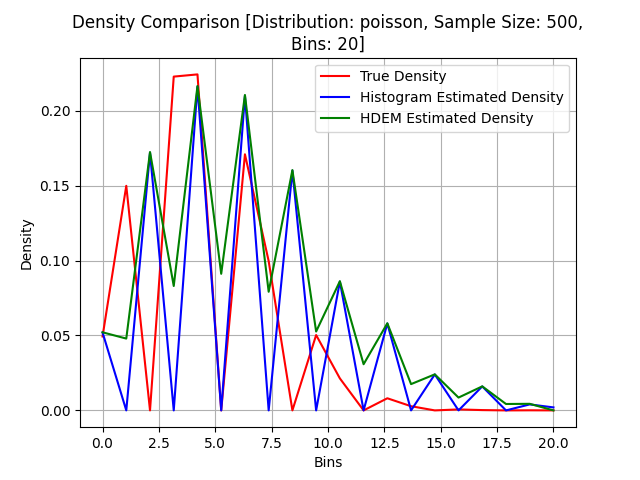 Density Comparison [Distribution: poisson, Sample Size: 500,
Bins: 20]
True Density
Histogram Estimated Density
HDEM Estimated Density
Density
0.20
0.15
0.10
0.05
0.00
0.0 2.5 5.0 7.5 10.0 12.5 15.0 17.5 20.0
Bins